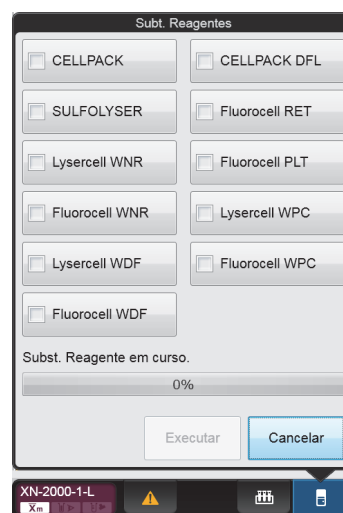 Subt. Reagentes
CELLPACK
CELLPACK DFL
SULFOLYSER
Fluorocell RET
Lysercell WNR
Fluorocell PLT
Fluorocell WNR
Lysercell WPC
Lysercell WDF
Fluorocell WPC
Fluorocell WDF
Subst. Reagente em curso.
0%
Executar
Cancelar
XN-2000-1-L
Xm